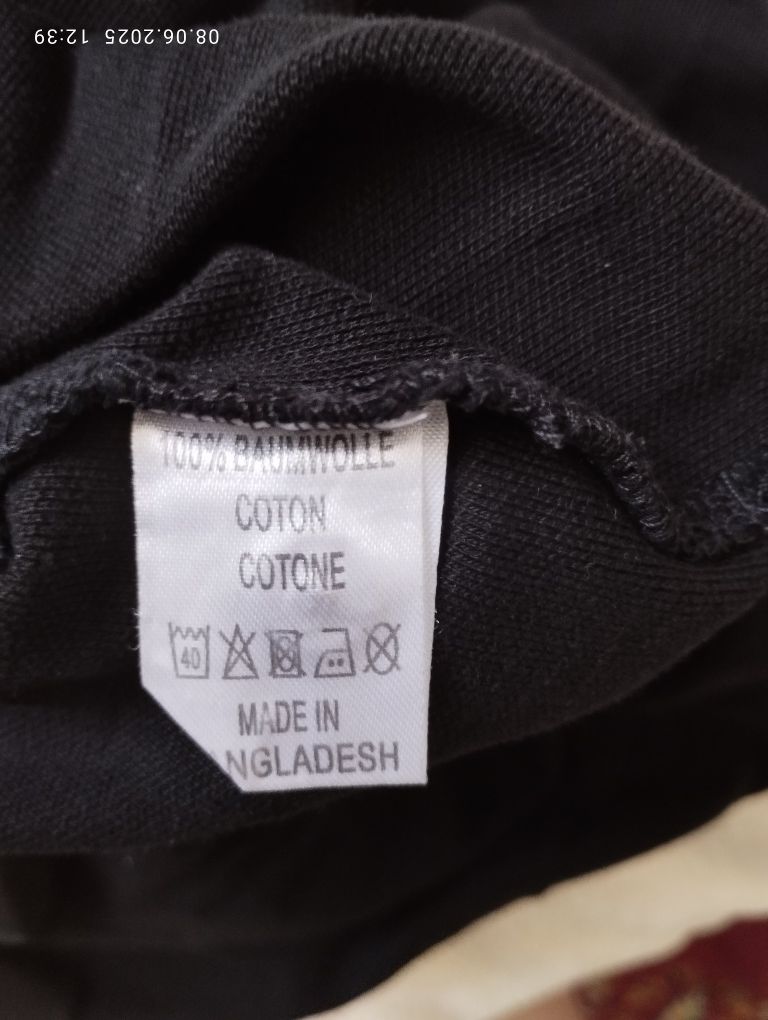 08.06.2025 12:39
100% BAUMWOLLE
COTON
COTONE
40
MADE IN
ANGLADESH